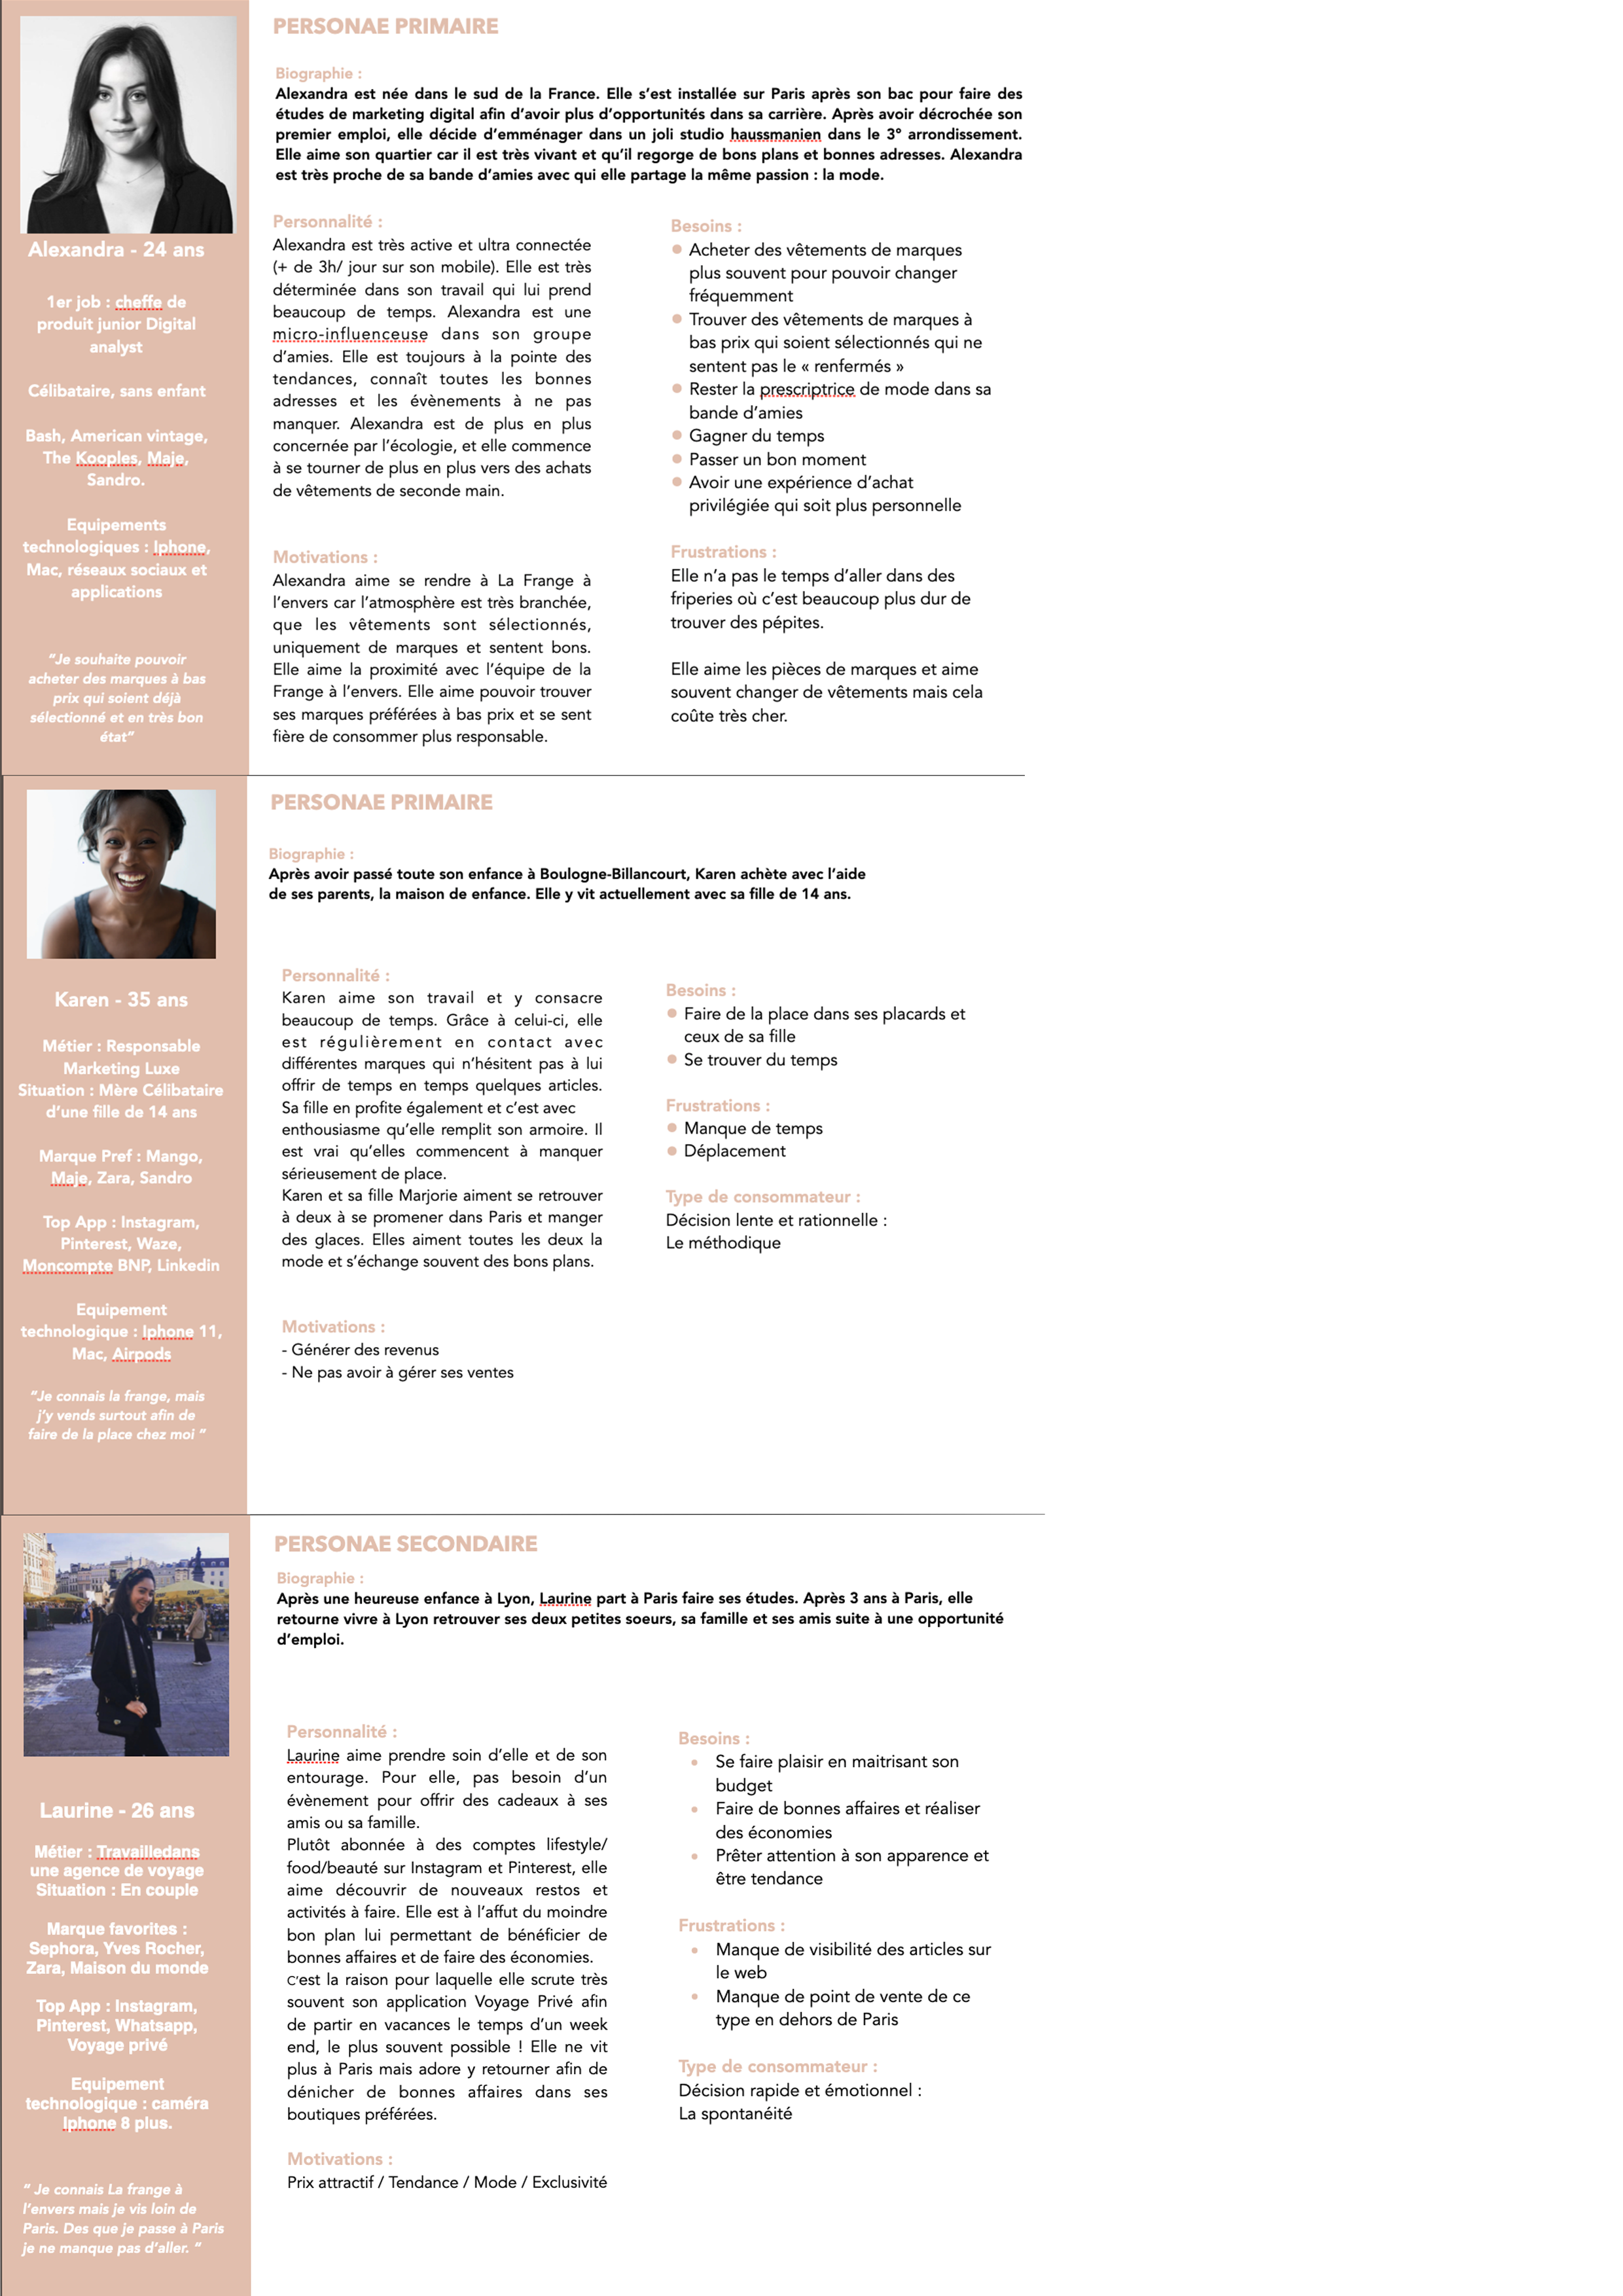 PERSONAE PRIMAIRE
Biographie :
Alexandra est née dans le sud de la France. Elle s’est installée sur Paris après son bac pour faire des
études de marketing digital afin d’avoir plus d’opportunités dans sa carrière. Après avoir décrochée son
premier emploi, elle décide d’emménager dans un joli studio haussmanien dans le 3° arrondissement.
Elle aime son quartier car il est très vivant et qu’il regorge de bons plans et bonnes adresses. Alexandra
est très proche de sa bande d’amies avec qui elle partage la même passion : la mode.
Alexandra - 24 ans
1er job : cheffe de
produit junior Digital
analyst
Célibataire, sans enfant
Bash, American vintage,
The Kooples, Maje,
Sandro.
Equipements
technologiques : Iphone,
Mac, réseaux sociaux et
applications
“Je souhaite pouvoir
acheter des marques à bas
prix qui soient déjà
sélectionné et en très bon
état”
Personnalité :
Alexandra est très active et ultra connectée
(+ de 3h/ jour sur son mobile). Elle est très
déterminée dans son travail qui lui prend
beaucoup de temps. Alexandra est une
micro-influenceuse dans son groupe
d’amies. Elle est toujours à la pointe des
tendances, connaît toutes les bonnes
adresses et les évènements à ne pas
manquer. Alexandra est de plus en plus
concernée par l’écologie, et elle commence
à se tourner de plus en plus vers des achats
de vêtements de seconde main.
Motivations :
Alexandra aime se rendre à La Frange à
l’envers car l’atmosphère est très branchée,
que les vêtements sont sélectionnés,
uniquement de marques et sentent bons.
Elle aime la proximité avec l’équipe de la
Frange à l’envers. Elle aime pouvoir trouver
ses marques préférées à bas prix et se sent
fière de consommer plus responsable.
Besoins :
● Acheter des vêtements de marques
plus souvent pour pouvoir changer
fréquemment
● Trouver des vêtements de marques à
bas prix qui soient sélectionnés qui ne
sentent pas le « renfermés »
● Rester la prescriptrice de mode dans sa
bande d’amies
● Gagner du temps
● Passer un bon moment
● Avoir une expérience d’achat
privilégiée qui soit plus personnelle
Frustrations :
Elle n’a pas le temps d’aller dans des
friperies où c’est beaucoup plus dur de
trouver des pépites.
Elle aime les pièces de marques et aime
souvent changer de vêtements mais cela
coûte très cher.
PERSONAE PRIMAIRE
Biographie :
Après avoir passé toute son enfance à Boulogne-Billancourt, Karen achète avec l’aide
de ses parents, la maison de enfance. Elle y vit actuellement avec sa fille de 14 ans.
Karen - 35 ans
Métier : Responsable
Marketing Luxe
Situation : Mère Célibataire
d’une fille de 14 ans
Marque Pref : Mango,
Maje, Zara, Sandro
Top App : Instagram,
Pinterest, Waze,
Moncompte BNP, Linkedin
Equipement
technologique : Iphone 11,
Mac, Airpods
“Je connais la frange, mais
j’y vends surtout afin de
faire de la place chez moi ”
Personnalité :
Karen aime son travail et y consacre
beaucoup de temps. Grâce à celui-ci, elle
est régulièrement en contact avec
différentes marques qui n’hésitent pas à lui
offrir de temps en temps quelques articles.
Sa fille en profite également et c’est avec
enthousiasme qu’elle remplit son armoire. Il
est vrai qu’elles commencent à manquer
sérieusement de place.
Karen et sa fille Marjorie aiment se retrouver
à deux à se promener dans Paris et manger
des glaces. Elles aiment toutes les deux la
mode et s’échange souvent des bons plans.
Motivations :
- Générer des revenus
- Ne pas avoir à gérer ses ventes
Besoins :
● Faire de la place dans ses placards et
ceux de sa fille
● Se trouver du temps
Frustrations :
● Manque de temps
● Déplacement
Type de consommateur :
Décision lente et rationnelle :
Le méthodique
PERSONAE SECONDAIRE
Biographie :
Après une heureuse enfance à Lyon, Laurine part à Paris faire ses études. Après 3 ans à Paris, elle
retourne vivre à Lyon retrouver ses deux petites soeurs, sa famille et ses amis suite à une opportunité
d’emploi.
Laurine - 26 ans
Métier : Travailledans
une agence de voyage
Situation : En couple
Marque favorites :
Sephora, Yves Rocher,
Zara, Maison du monde
Top App : Instagram,
Pinterest, Whatsapp,
Voyage privé
Equipement
technologique : caméra
Iphone 8 plus.
“ Je connais La frange à
l’envers mais je vis loin de
Paris. Des que je passe à Paris
je ne manque pas d’aller. “
Personnalité :
Laurine aime prendre soin d’elle et de son
entourage. Pour elle, pas besoin d’un
évènement pour offrir des cadeaux à ses
amis ou sa famille.
Plutôt abonnée à des comptes lifestyle/
food/beauté sur Instagram et Pinterest, elle
aime découvrir de nouveaux restos et
activités à faire. Elle est à l’affut du moindre
bon plan lui permettant de bénéficier de
bonnes affaires et de faire des économies.
C’est la raison pour laquelle elle scrute très
souvent son application Voyage Privé afin
de partir en vacances le temps d’un week
end, le plus souvent possible ! Elle ne vit
plus à Paris mais adore y retourner afin de
dénicher de bonnes affaires dans ses
boutiques préférées.
Motivations :
Prix attractif / Tendance / Mode / Exclusivité
Besoins :
• Se faire plaisir en maitrisant son
budget
• Faire de bonnes affaires et réaliser
des économies
• Prêter attention à son apparence et
être tendance
Frustrations :
• Manque de visibilité des articles sur
le web
• Manque de point de vente de ce
type en dehors de Paris
Type de consommateur :
Décision rapide et émotionnel :
La spontanéité